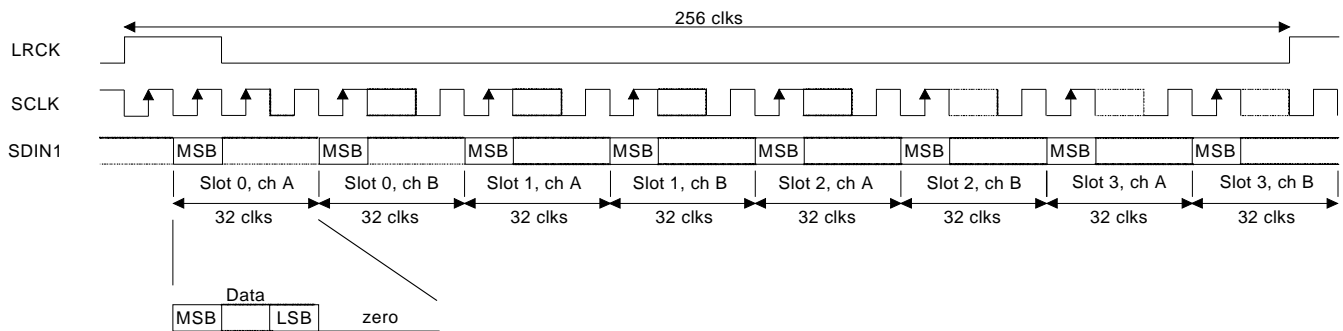 256 clks
LRCK
SCLK
SDIN1
MSB MSB MSB MSB MSB MSB MSB MSB
Slot 0, ch A Slot 0, ch B Slot 1, ch A Slot 1, ch B Slot 2, ch A Slot 2, ch B Slot 3, ch A Slot 3, ch B
32 clks 32 clks 32 clks 32 clks 32 clks 32 clks 32 clks 32 clks
Data
MSB LSB zero